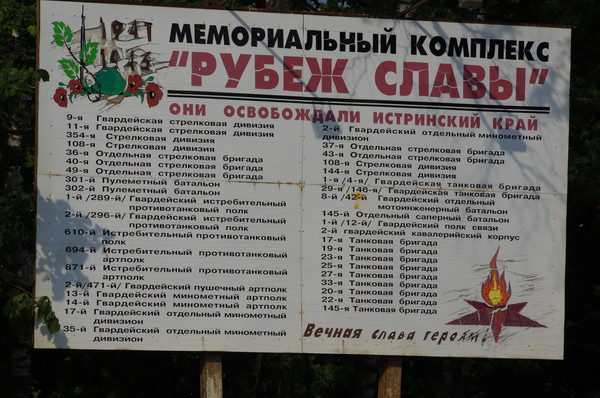 1941
МЕМОРИАЛЬНЫЙ КОМПЛЕКС
"РУБЕЖ СЛАВЫ"
ОНИ ОСВОБОЖДАЛИ ИСТРИНСКИЙ КРАЙ
9-я Гвардейская стрелковая дивизия
11-я Гвардейская стрелковая дивизия
354-я Стрелковая дивизия
108-я Стрелковая дивизия
36-я Отдельная стрелковая бригада
40-я Отдельная стрелковая бригада
49-я Отдельная стрелковая бригада
301-й Пулеметный батальон
302-й Пулеметный батальон
1-й /289-й/ Гвардейский истребительный
противотанковый полк
2-й /296-й/ Гвардейский истребительный
противотанковый полк
610-й Истребительный противотанковый
полк
694-й Истребительный противотанковый
артполк
871-й Истребительный противотанковый
артполк
2-й/471-й/ Гвардейский пушечный артполк
13-й Гвардейский минометный артполк
14-й Гвардейский минометный артполк
17-й Гвардейский отдельный минометный
дивизион
35-й Гвардейский отдельный минометный
дивизион
2-й Гвардейский отдельный минометный
дивизион
37-я Отдельная стрелковая бригада
43-я Отдельная стрелковая бригада
108-я Стрелковая дивизия
144-я Стрелковая дивизия
1-я /4-я/ Гвардейская танковая бригада
29-я /146-я/ Гвардейская танковая бригада
8-й /42-й Гвардейский отдельный
мотоинженерный батальон
145-й Отдельный саперный батальон
1-й /12-й/ Гвардейский полк связи
2-й гвардейский кавалерийский корпус
17-я Танковая бригада
19-я Танковая бригада
23-я Танковая бригада
25-я Танковая бригада
27-я Танковая бригада
33-я Танковая бригада
20-я Танковая бригада
22-я Танковая бригада
145-я Танковая бригада
Вечная слава героям!